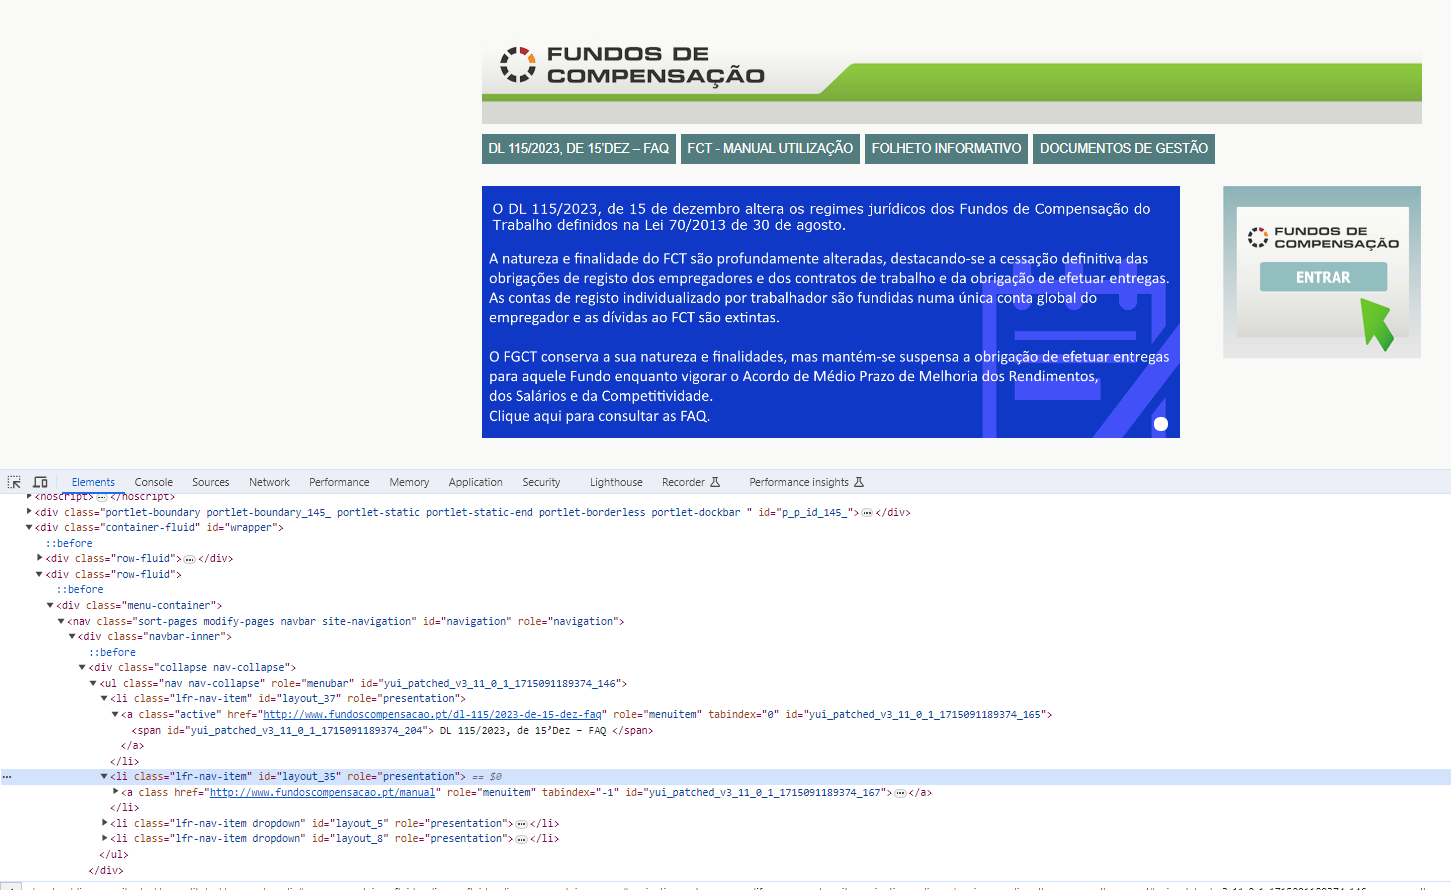 FUNDOS DE
COMPENSAÇÃO
DL 115/2023, DE 15'DEZ – FAQ
FCT - MANUAL UTILIZAÇÃO
FOLHETO INFORMATIVO
DOCUMENTOS DE GESTÃO
O DL 115/2023, de 15 de dezembro altera os regimes jurídicos dos Fundos de Compensação do
Trabalho definidos na Lei 70/2013 de 30 de agosto.
A natureza e finalidade do FCT são profundamente alteradas, destacando-se a cessação definitiva das
obrigações de registo dos empregadores e dos contratos de trabalho e da obrigação de efetuar entregas.
As contas de registo individualizado por trabalhador são fundidas numa única conta global do
empregador e as dívidas ao FCT são extintas.
O FGCT conserva a sua natureza e finalidades, mas mantém-se suspensa a obrigação de efetuar entregas
para aquele Fundo enquanto vigorar o Acordo de Médio Prazo de Melhoria dos Rendimentos,
dos Salários e da Competitividade.
Clique aqui para consultar as FAQ.
FUNDOS DE
COMPENSAÇÃO
ENTRAR
Elements Console Sources Network Performance Memory Application Security Lighthouse Recorder Performance insights
<noscript>…</noscript>
<div class="portlet-boundary portlet-boundary_145_ portlet-static portlet-static-end portlet-borderless portlet-dockbar " id="p_p_id_145_">…</div>
<div class="container-fluid" id="wrapper">
::before
<div class="row-fluid">…</div>
<div class="row-fluid">
::before
<div class="menu-container">
<nav class="sort-pages modify-pages navbar site-navigation" id="navigation" role="navigation">
<div class="navbar-inner">
::before
<div class="collapse nav-collapse">
<ul class="nav nav-collapse" role="menubar" id="yui_patched_v3_11_0_1_1715091189374_146">
<li class="lfr-nav-item" id="layout_37" role="presentation">
<a class="active" href="http://www.fundoscompensacao.pt/dl-115/2023-de-15-dez-faq" role="menuitem" tabindex="0" id="yui_patched_v3_11_0_1_1715091189374_165">
<span id="yui_patched_v3_11_0_1_1715091189374_204"> DL 115/2023, de 15’Dez – FAQ </span>
</a>
</li>
… <li class="lfr-nav-item" id="layout_35" role="presentation"> == $0
<a class href="http://www.fundoscompensacao.pt/manual" role="menuitem" tabindex="-1" id="yui_patched_v3_11_0_1_1715091189374_167">…</a>
</li>
<li class="lfr-nav-item dropdown" id="layout_5" role="presentation">…</li>
<li class="lfr-nav-item dropdown" id="layout_8" role="presentation">…</li>
</ul>
</div>